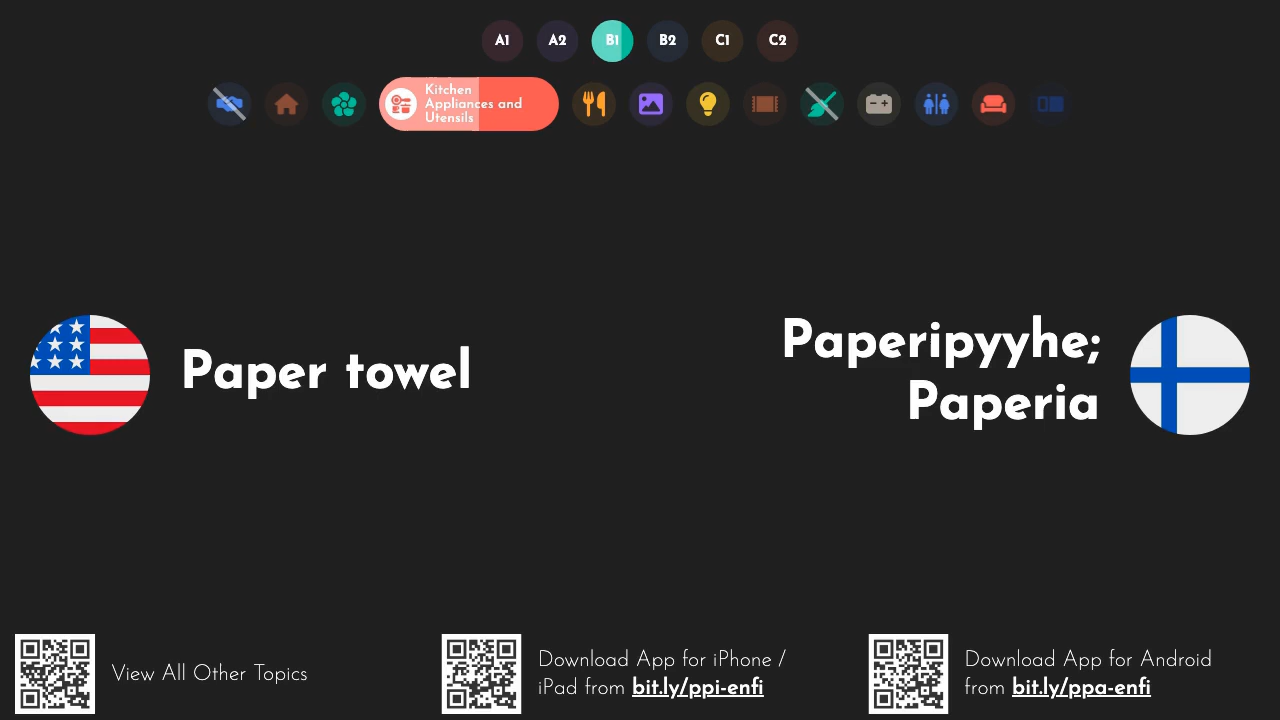 A1 A2 B1 B2 C1 C2
Kitchen
Appliances and
Utensils
Paper towel
Paperipyyhe;
Paperia
View All Other Topics
Download App for iPhone /
iPad from bit.ly/ppi-enfi
Download App for Android
from bit.ly/ppa-enfi